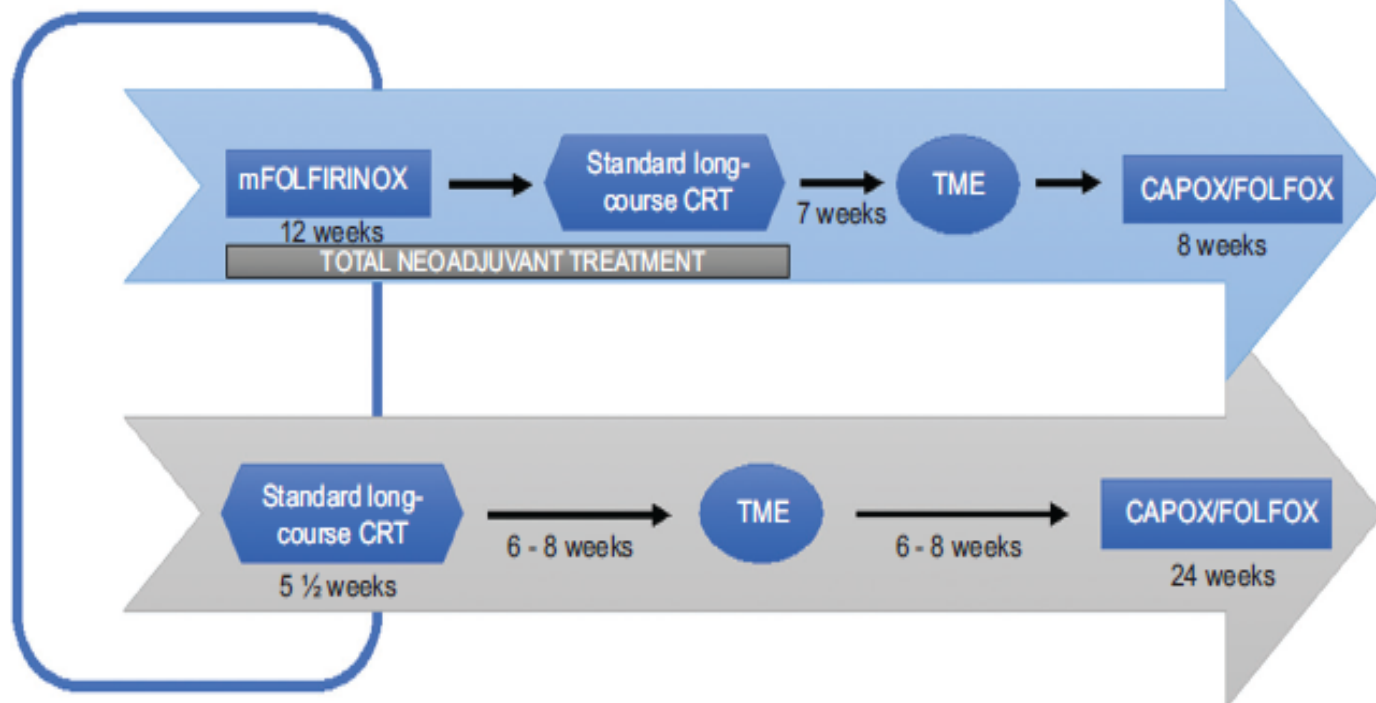 mFOLFIRINOX
12 weeks
Standard long-
course CRT
7 weeks
TME
CAPOX/FOLFOX
8 weeks
TOTAL NEOADJUVANT TREATMENT
Standard long-
course CRT
5 ½ weeks
6 - 8 weeks
TME
6 - 8 weeks
CAPOX/FOLFOX
24 weeks